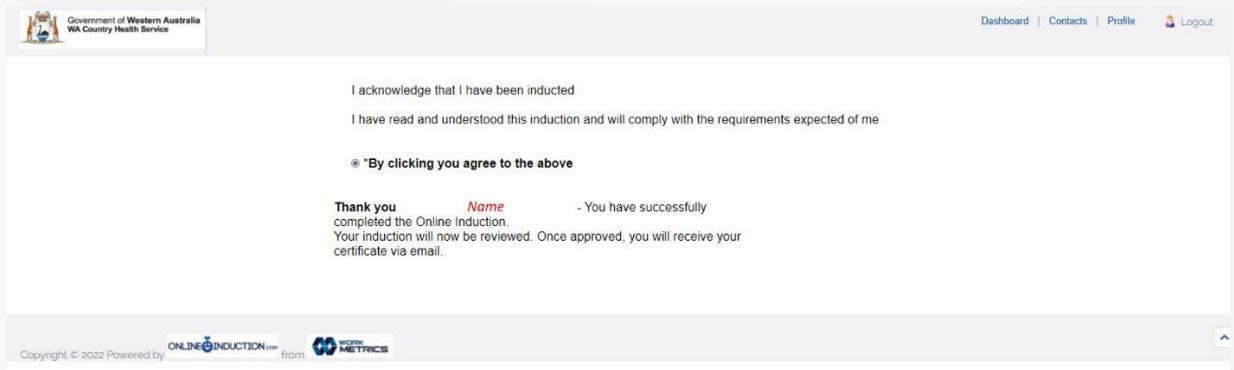 Government of Western Australia
WA Country Health Service
Dashboard | Contacts | Profile Logout
I acknowledge that I have been inducted
I have read and understood this induction and will comply with the requirements expected of me
*By clicking you agree to the above
Thank you Name - You have successfully
completed the Online Induction.
Your induction will now be reviewed. Once approved, you will receive your
certificate via email.
Copyright © 2022 Powered by ONLINE INDUCTION.COM from WORK METRICS